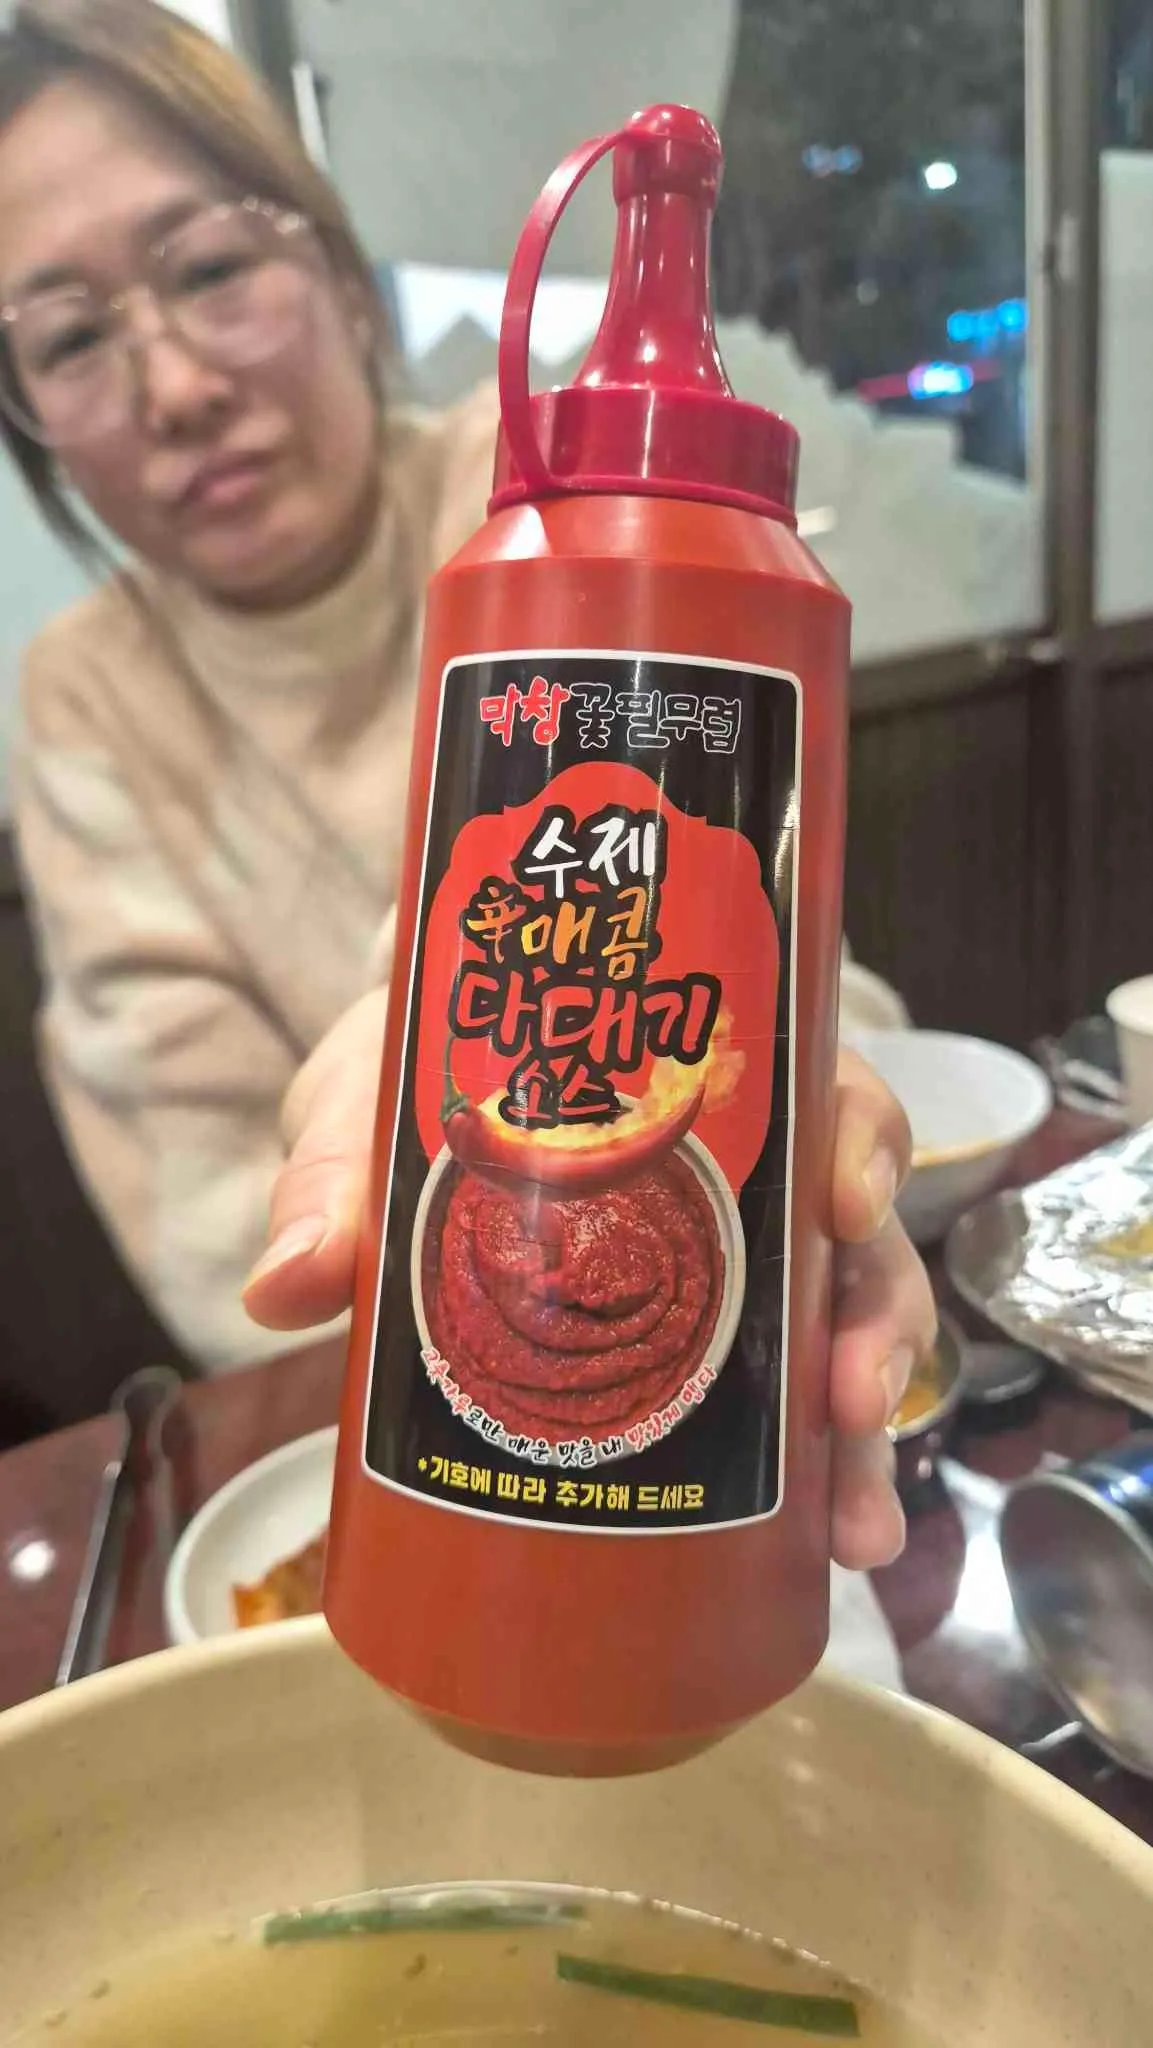 막창꽃필무렵
수제
辛매콤
다대기
소스
고춧가루로만 매운 맛을 내 맛있게 맵다
*기호에 따라 추가해 드세요